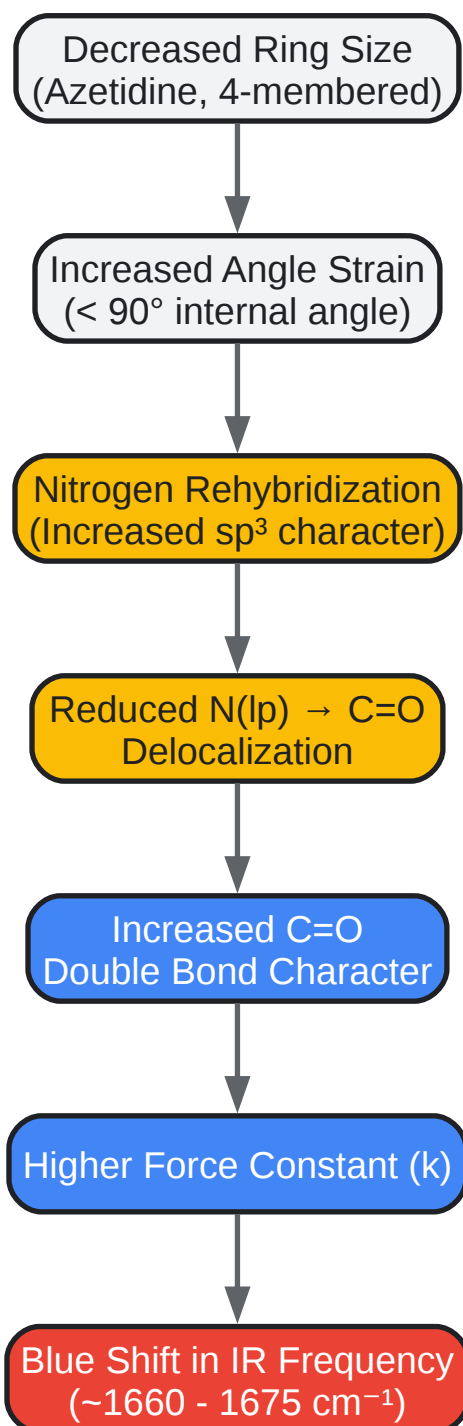 Decreased Ring Size
(Azetidine, 4-membered)
Increased Angle Strain
(< 90° internal angle)
Nitrogen Rehybridization
(Increased sp³ character)
Reduced N(lp) → C=O
Delocalization
Increased C=O
Double Bond Character
Higher Force Constant (k)
Blue Shift in IR Frequency
(~1660 - 1675 cm⁻¹)